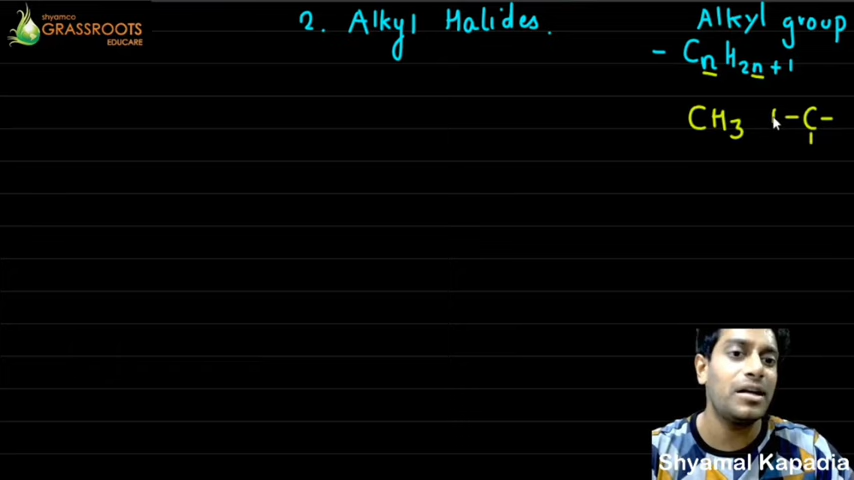 shyamco
GRASSROOTS
EDUCARE
2. Alkyl Halides.
Alkyl group
- CnH2n+1
CH3 -C-
Shyamal Kapadia